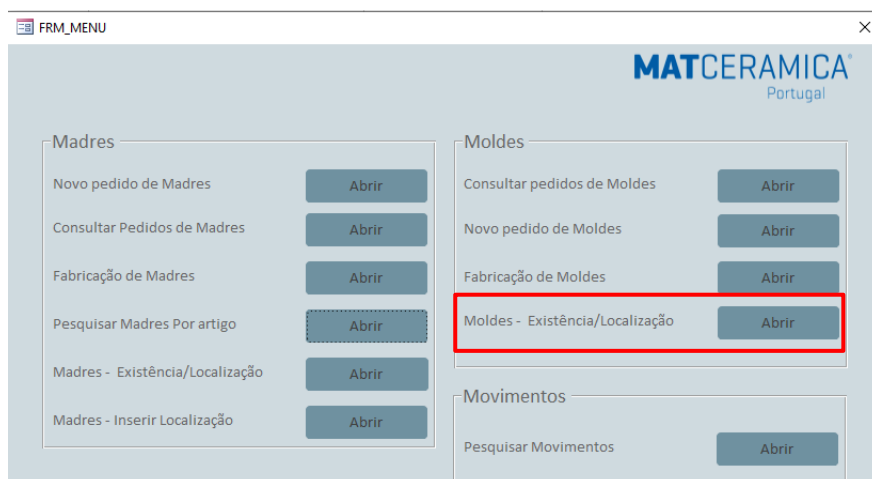 FRM_MENU
MATCERAMICA
Portugal
Madres
Novo pedido de Madres Abrir
Consultar Pedidos de Madres Abrir
Fabricação de Madres Abrir
Pesquisar Madres Por artigo Abrir
Madres - Existência/Localização Abrir
Madres - Inserir Localização Abrir
Moldes
Consultar pedidos de Moldes Abrir
Novo pedido de Moldes Abrir
Fabricação de Moldes Abrir
Moldes - Existência/Localização Abrir
Movimentos
Pesquisar Movimentos Abrir